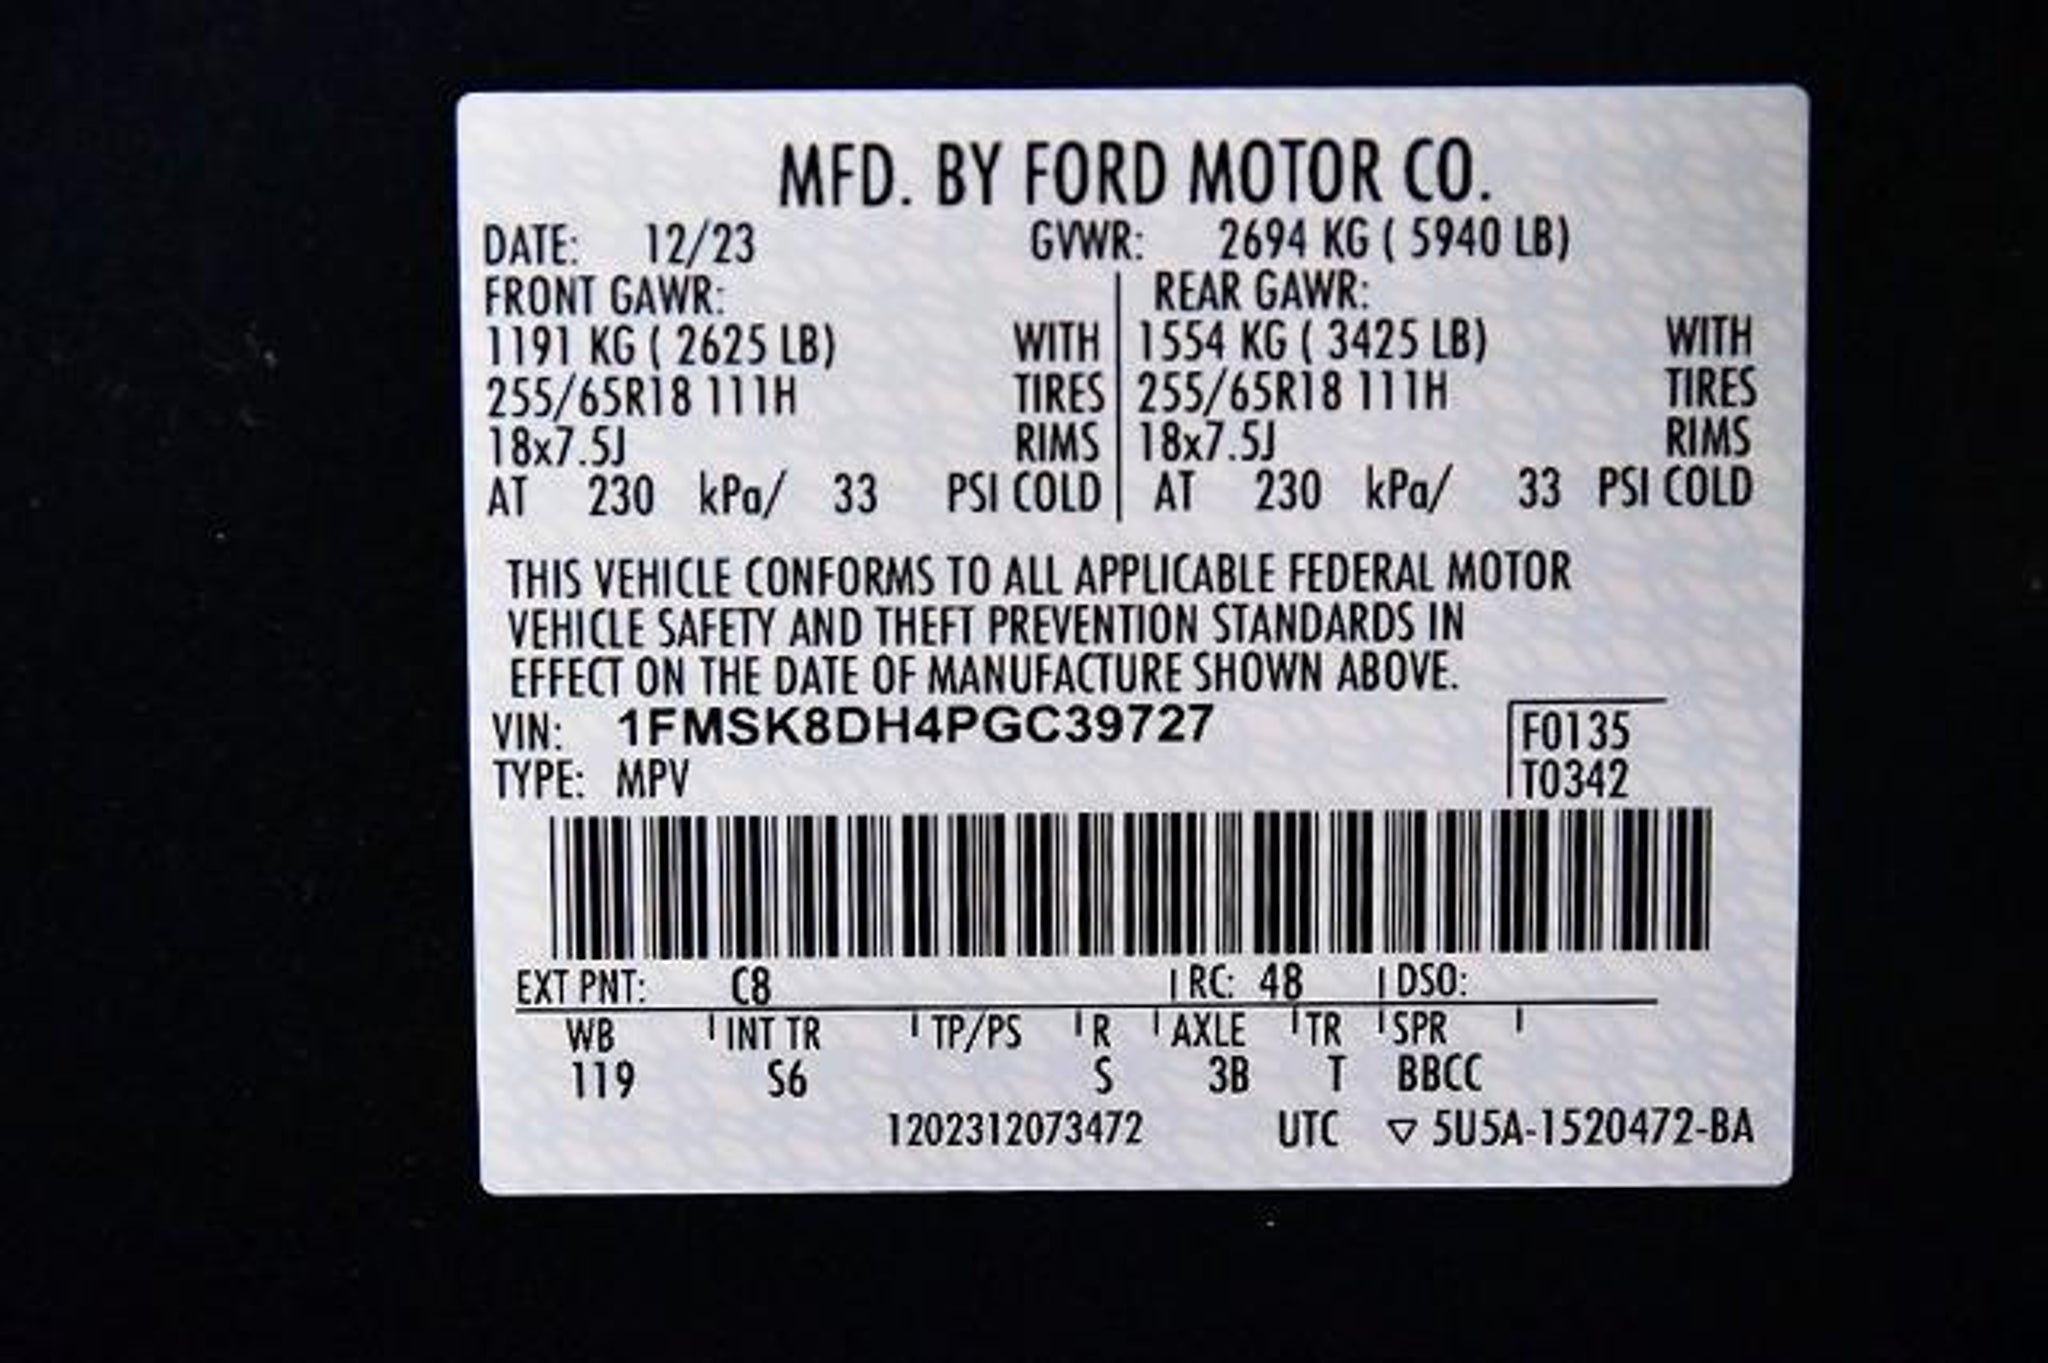 MFD. BY FORD MOTOR CO.
DATE: 12/23 GVWR: 2694 KG ( 5940 LB)
FRONT GAWR: REAR GAWR:
1191 KG ( 2625 LB) WITH 1554 KG ( 3425 LB) WITH
255/65R18 111H TIRES 255/65R18 111H TIRES
18x7.5J RIMS 18x7.5J RIMS
AT 230 kPa/ 33 PSI COLD AT 230 kPa/ 33 PSI COLD
THIS VEHICLE CONFORMS TO ALL APPLICABLE FEDERAL MOTOR
VEHICLE SAFETY AND THEFT PREVENTION STANDARDS IN
EFFECT ON THE DATE OF MANUFACTURE SHOWN ABOVE.
VIN: 1FMSK8DH4PGC39727 F0135
TYPE: MPV T0342
EXT PNT: C8 RC: 48 DSO:
WB INT TR TP/PS R AXLE TR SPR
119 S6 S 3B T BBCC
1202312073472 UTC ▽ 5U5A-1520472-BA